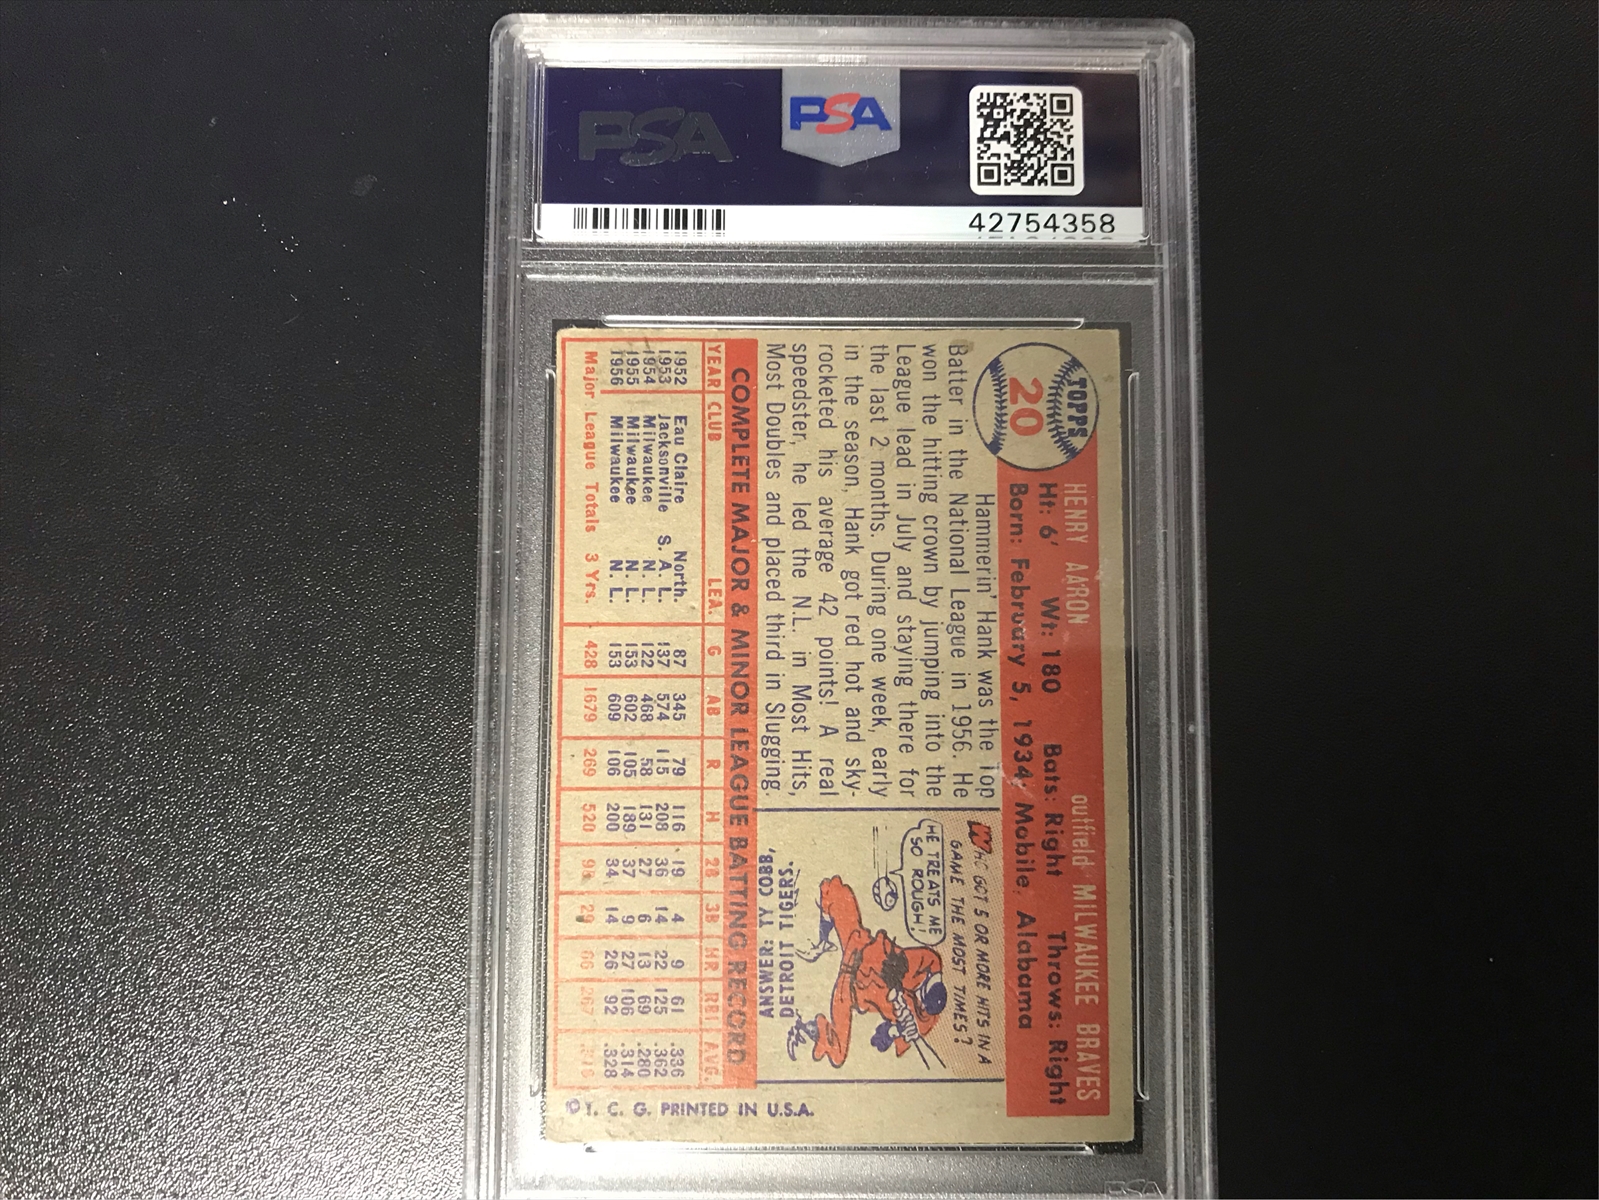 PSA
PSA
42754358
TOPPS
20
HENRY AARON outfield MILWAUKEE BRAVES
Ht: 6' Wt: 180 Bats: Right Throws: Right
Born: February 5, 1934; Mobile, Alabama
Hammerin' Hank was the Top
Batter in the National League in 1956. He
won the hitting crown by jumping into the
League lead in July and staying there for
the last 2 months. During one week, early
in the season, Hank got red hot and sky-
rocketed his average 42 points! A real
speedster, he led the N.L. in Most Hits,
Most Doubles and placed third in Slugging.
WHO GOT 5 OR MORE HITS IN A
GAME THE MOST TIMES?
HE TREATS ME
SO ROUGH!
ANSWER: TY COBB,
DETROIT TIGERS.
COMPLETE MAJOR & MINOR LEAGUE BATTING RECORD
YEAR CLUB LEA. G AB R H 2B 3B HR RBI AVG.
1952 Eau Claire North. 87 345 79 116 19 4 9 61 .336
1953 Jacksonville S. A. L. 137 574 115 208 36 14 22 125 .362
1954 Milwaukee N. L. 122 468 58 131 27 6 13 69 .280
1955 Milwaukee N. L. 153 602 105 189 37 9 27 106 .314
1956 Milwaukee N. L. 153 609 106 200 34 14 26 92 .328
Major League Totals 3 Yrs. 428 1679 269 520 29 66 267
© T. C. G. PRINTED IN U.S.A.
PSA